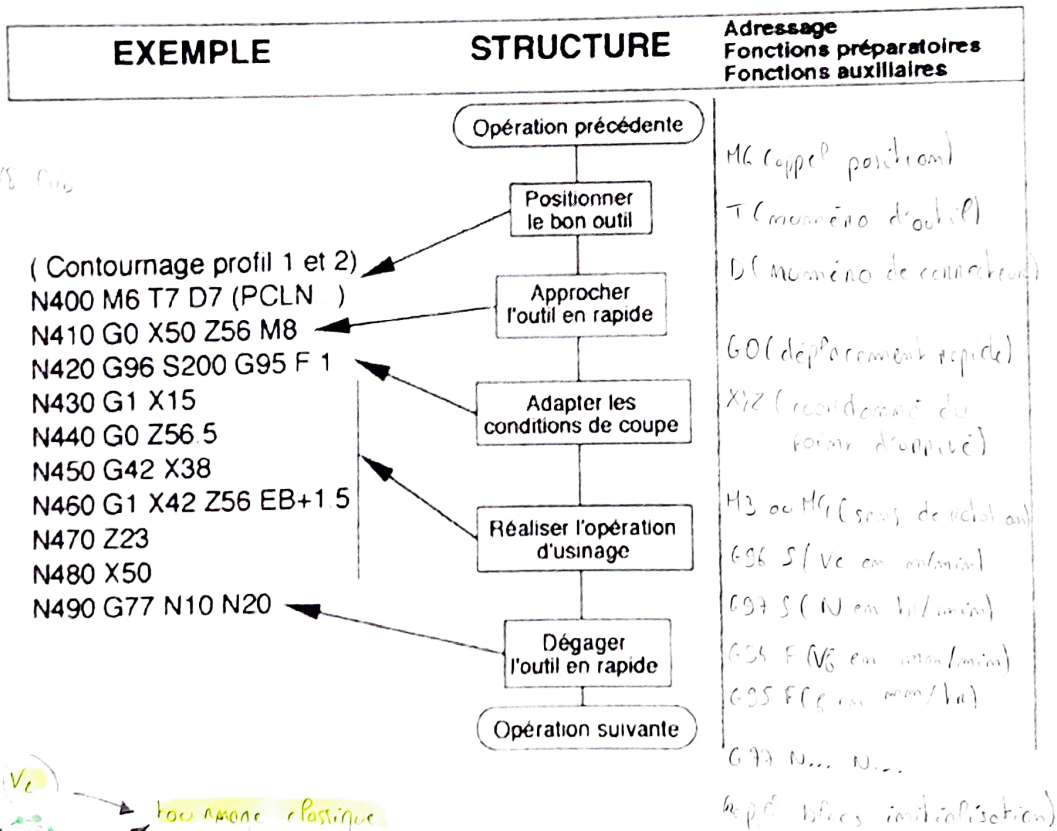 EXEMPLE
STRUCTURE
Adressage
Fonctions préparatoires
Fonctions auxiliaires
Opération précédente
Positionner
le bon outil
Approcher
l'outil en rapide
Adapter les
conditions de coupe
Réaliser l'opération
d'usinage
Dégager
l'outil en rapide
Opération suivante
( Contournage profil 1 et 2)
N400 M6 T7 D7 (PCLN )
N410 G0 X50 Z56 M8
N420 G96 S200 G95 F 1
N430 G1 X15
N440 G0 Z56.5
N450 G42 X38
N460 G1 X42 Z56 EB+1.5
N470 Z23
N480 X50
N490 G77 N10 N20
M6 (appel position)
T (numéro d'outil)
D (numéro de correcteur)
G0 (déplacement rapide)
XYZ (coordonné du
point d'arrivé)
M3 ou M4 (sens de rotation)
G96 S (Vc en m/min)
G97 S (N en tr/min)
G94 F (Vf en mm/min)
G95 F (f en mm/tr)
G77 N... N...
blocs initialisation)
Vc
tournage classique